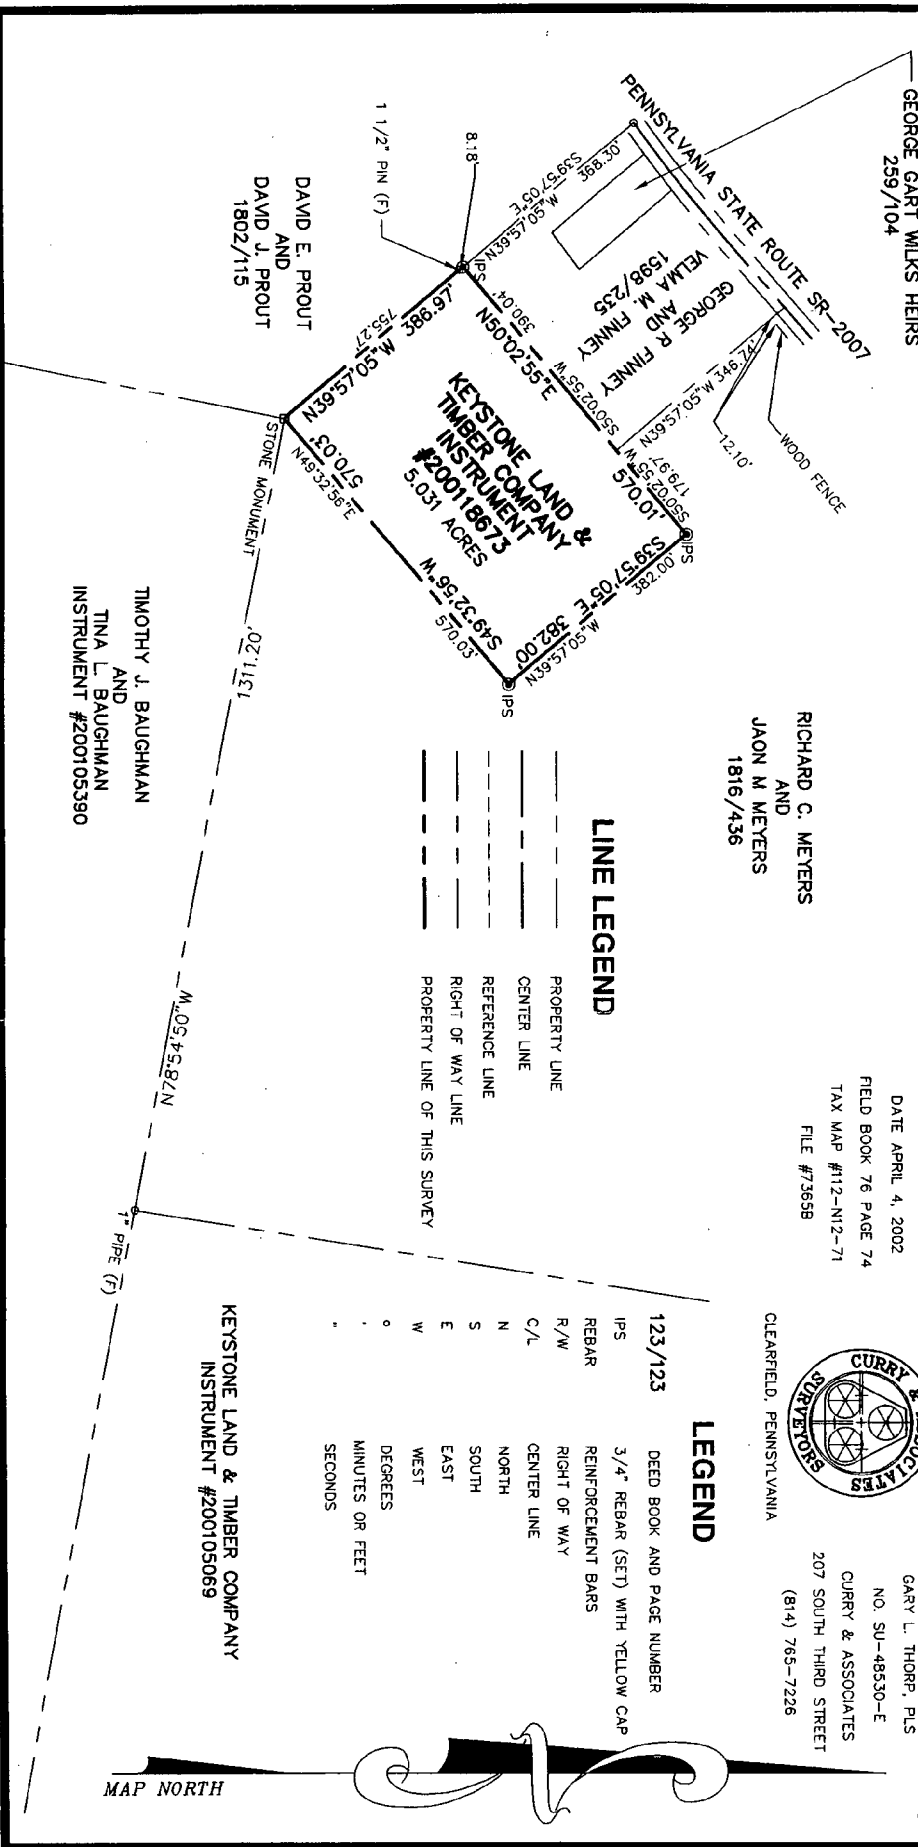 GEORGE GART WILKS HEIRS
259/104
PENNSYLVANIA STATE ROUTE SR-2007
WOOD FENCE
12.10'
N39°57'05"W 346.74'
S39°57'05"E
368.30'
N39°57'05"W
GEORGE R FINNEY
AND
VELMA M. FINNEY
1598/235
8.18'
1 1/2" PIN (F)
IPS
390.04'
S50°02'55"W
N50°02'55"E
570.01'
S50°02'55"W
179.97'
IPS
S39°57'05"E 382.00'
382.00'
N39°57'05"W
IPS
N39°57'05"W 386.97'
755.27'
KEYSTONE LAND &
TIMBER COMPANY
INSTRUMENT
#200118673
5.031 ACRES
570.03'
N49°32'56"E
S49°32'56"W
570.03'
DAVID E. PROUT
AND
DAVID J. PROUT
1802/115
STONE MONUMENT
1311.20'
N78°54'50"W
1" PIPE (F)
TIMOTHY J. BAUGHMAN
AND
TINA L. BAUGHMAN
INSTRUMENT #200105390
RICHARD C. MEYERS
AND
JAON M MEYERS
1816/436
LINE LEGEND
PROPERTY LINE
CENTER LINE
REFERENCE LINE
RIGHT OF WAY LINE
PROPERTY LINE OF THIS SURVEY
DATE APRIL 4, 2002
FIELD BOOK 76 PAGE 74
TAX MAP #112-N12-71
FILE #7365B
CURRY &
SURVEYORS
CLEARFIELD, PENNSYLVANIA
GARY L. THORP, PLS
NO. SU-48530-E
CURRY & ASSOCIATES
207 SOUTH THIRD STREET
(814) 765-7226
LEGEND
123/123 DEED BOOK AND PAGE NUMBER
IPS 3/4" REBAR (SET) WITH YELLOW CAP
REBAR REINFORCEMENT BARS
R/W RIGHT OF WAY
C/L CENTER LINE
N NORTH
S SOUTH
E EAST
W WEST
° DEGREES
' MINUTES OR FEET
" SECONDS
KEYSTONE LAND & TIMBER COMPANY
INSTRUMENT #200105069
N
MAP NORTH